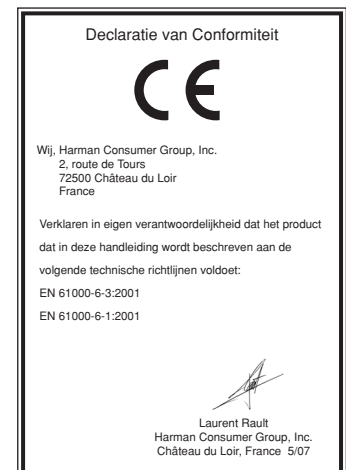 Declaratie van Conformiteit
CE
Wij, Harman Consumer Group, Inc.
2, route de Tours
72500 Château du Loir
France
Verklaren in eigen verantwoordelijkheid dat het product
dat in deze handleiding wordt beschreven aan de
volgende technische richtlijnen voldoet:
EN 61000-6-3:2001
EN 61000-6-1:2001
Laurent Rault
Harman Consumer Group, Inc.
Château du Loir, France 5/07